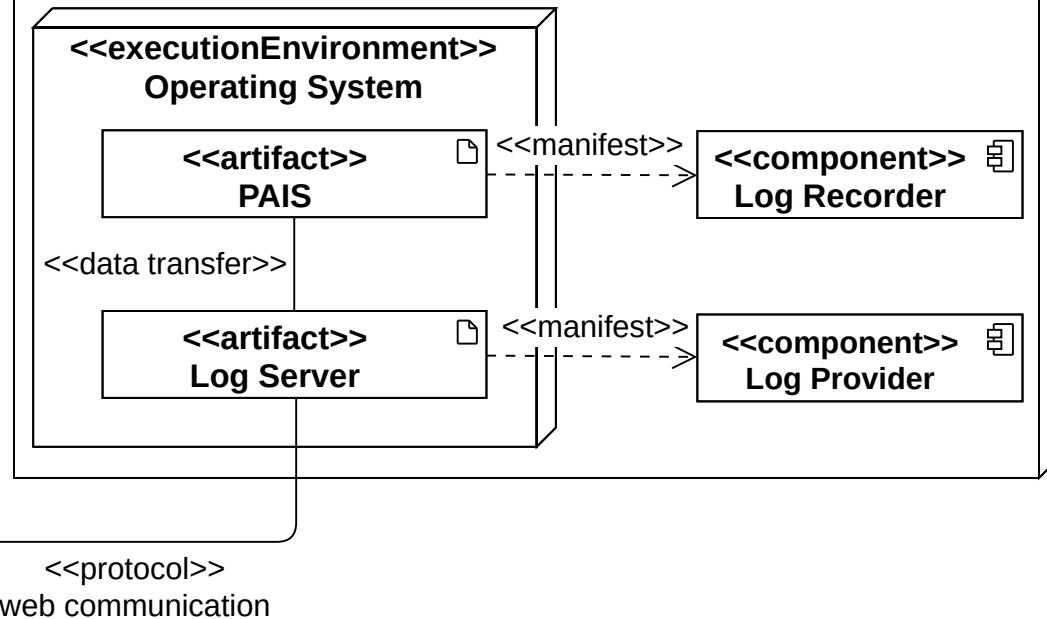 <<executionEnvironment>>
Operating System
<<artifact>>
PAIS
<<manifest>>
<<component>>
Log Recorder
<<data transfer>>
<<artifact>>
Log Server
<<manifest>>
<<component>>
Log Provider
<<protocol>>
web communication